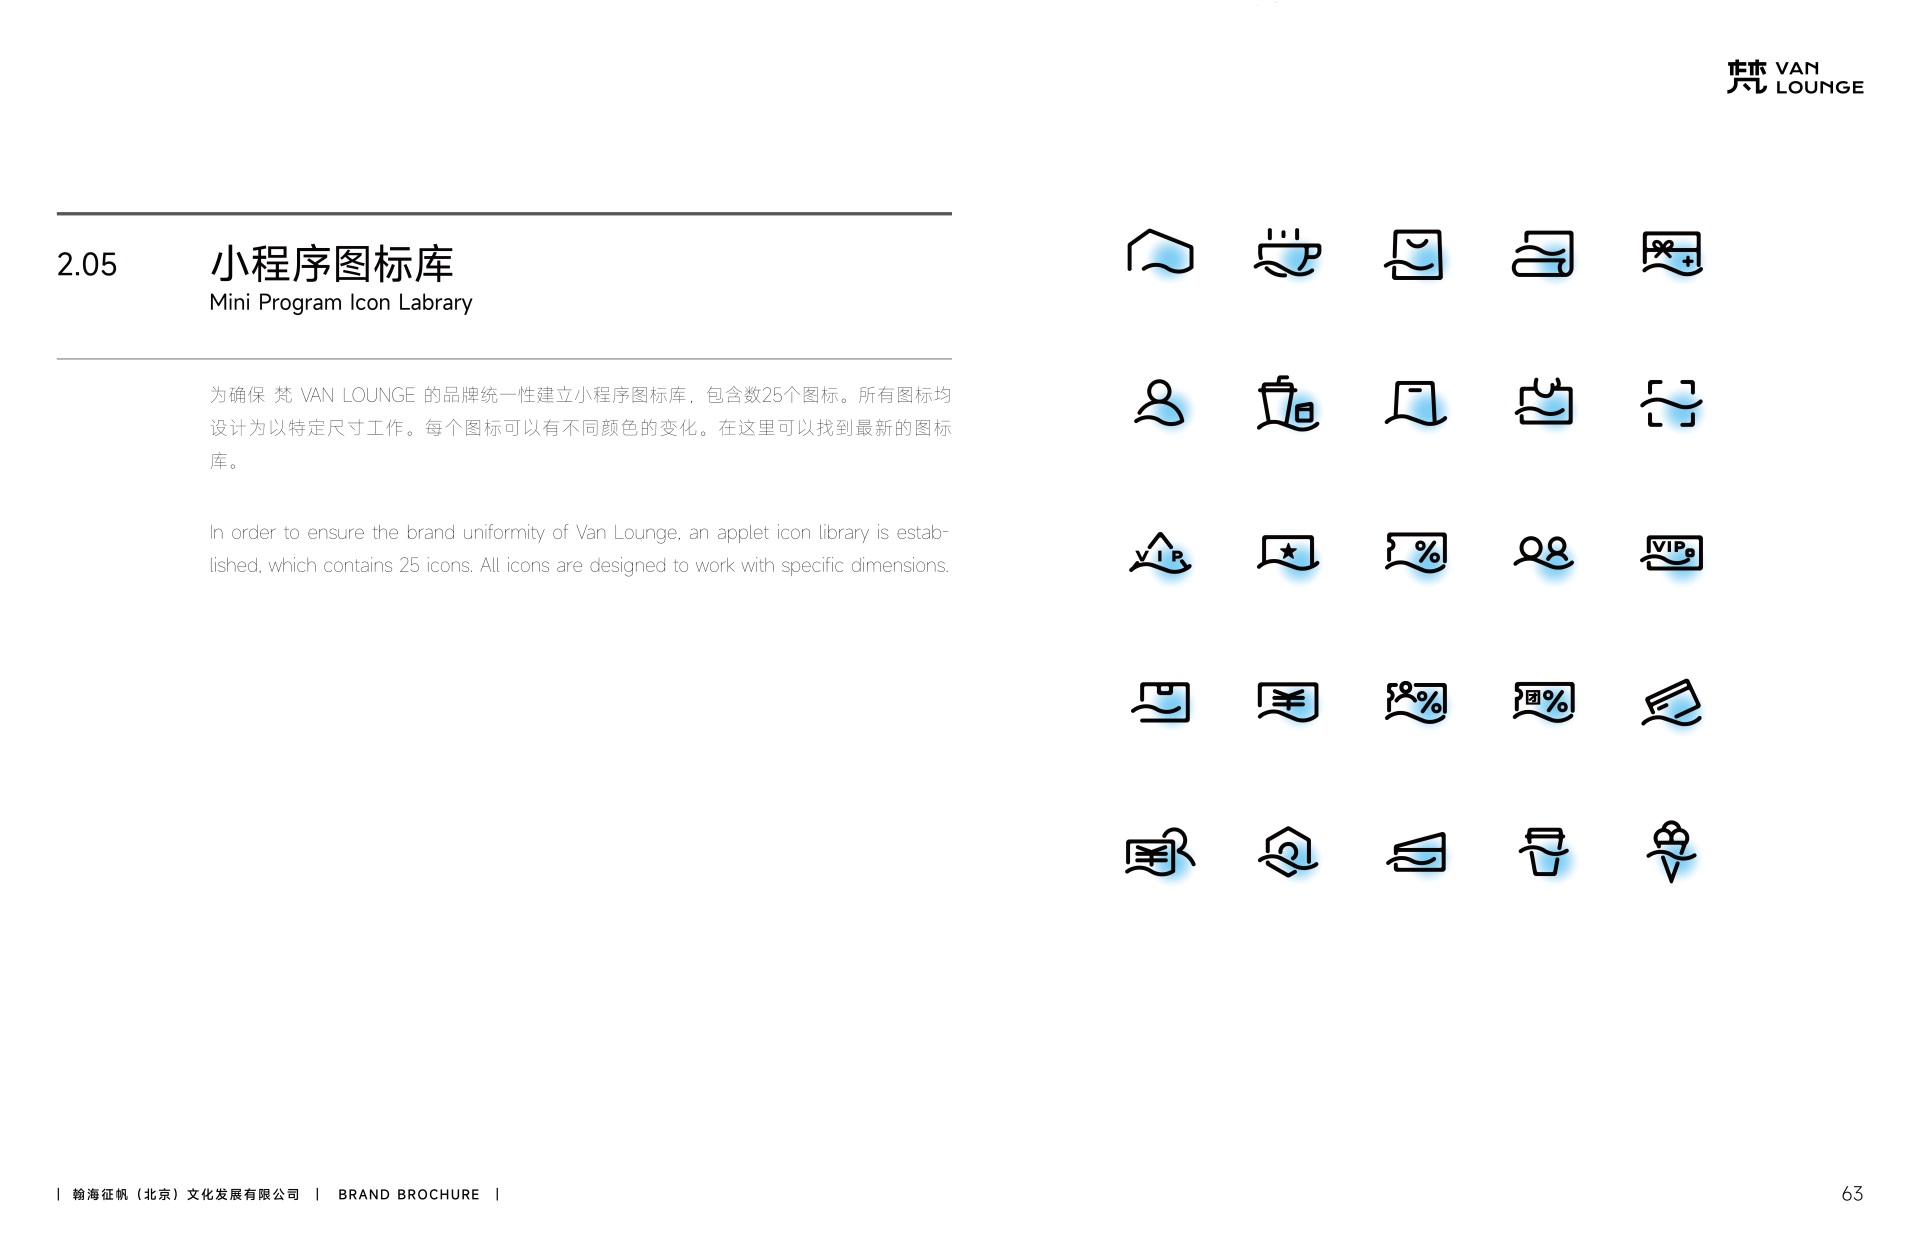 梵 VAN
LOUNGE
2.05
小程序图标库
Mini Program Icon Labrary
为确保 梵 VAN LOUNGE 的品牌统一性建立小程序图标库，包含数25个图标。所有图标均
设计为以特定尺寸工作。每个图标可以有不同颜色的变化。在这里可以找到最新的图标
库。
In order to ensure the brand uniformity of Van Lounge, an applet icon library is estab-
lished, which contains 25 icons. All icons are designed to work with specific dimensions.
VIP
%
VIP
¥
%
团%
¥
| 翰海征帆（北京）文化发展有限公司 | BRAND BROCHURE |
63